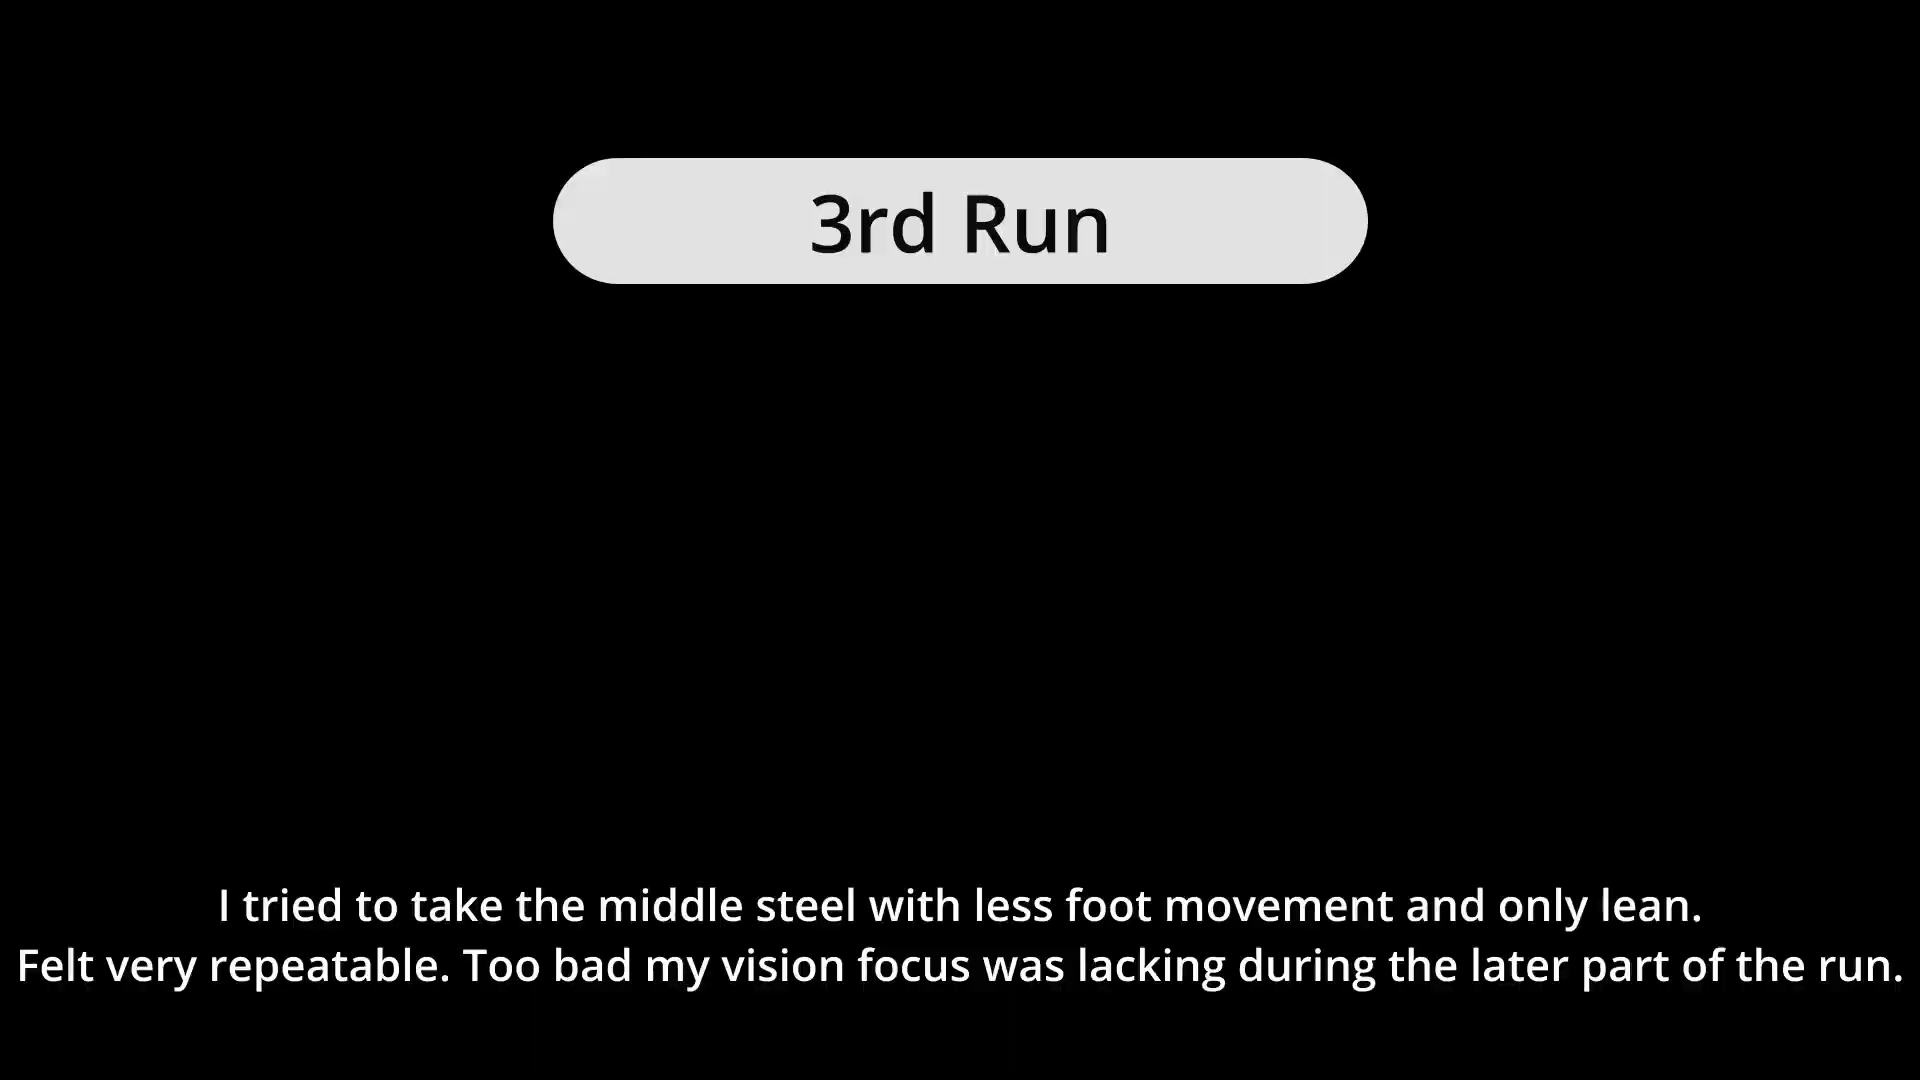 3rd Run
I tried to take the middle steel with less foot movement and only lean.
Felt very repeatable. Too bad my vision focus was lacking during the later part of the run.